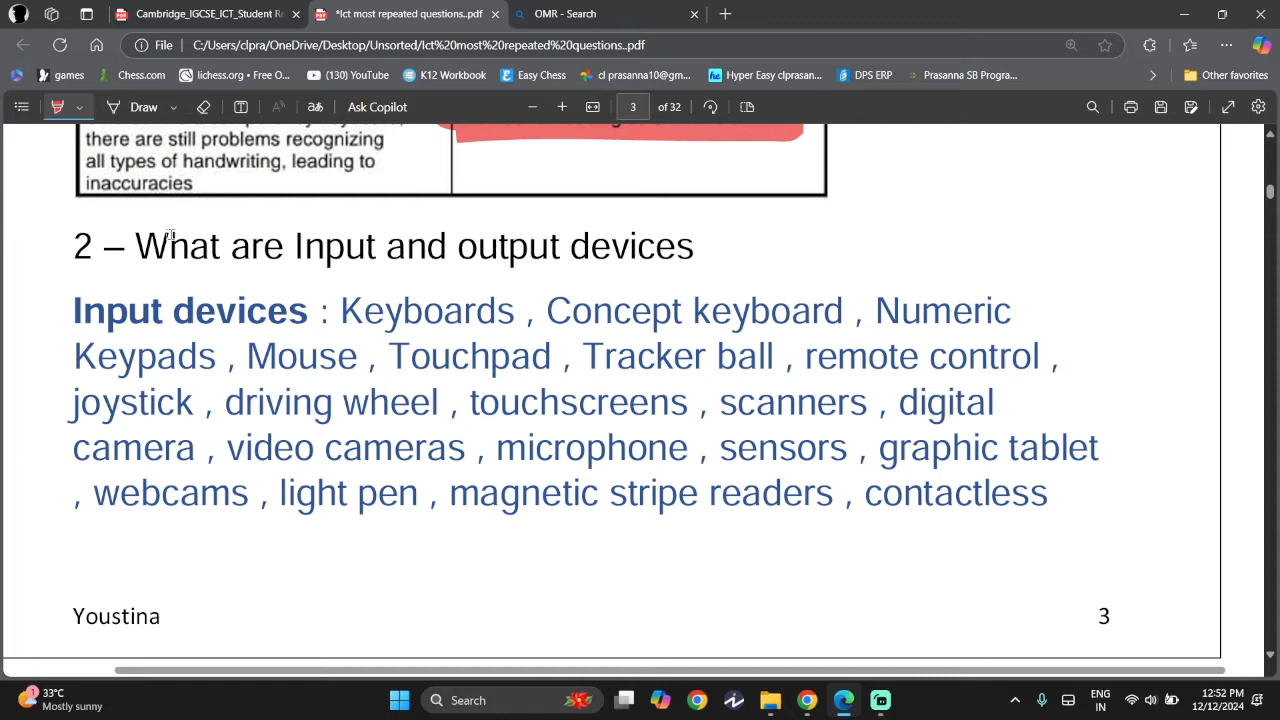 Cambridge_IGCSE_ICT_Student Re
*Ict most repeated questions..pdf
OMR - Search
File
C:/Users/clpra/OneDrive/Desktop/Unsorted/Ict%20most%20repeated%20questions..pdf
games
Chess.com
lichess.org • Free O...
(130) YouTube
K12 Workbook
Easy Chess
cl prasanna10@gm...
Hyper Easy clprasan...
DPS ERP
Prasanna SB Progra...
Other favorites
Draw
Ask Copilot
3
of 32
there are still problems recognizing
all types of handwriting, leading to
inaccuracies
2 – What are Input and output devices
Input devices : Keyboards , Concept keyboard , Numeric
Keypads , Mouse , Touchpad , Tracker ball , remote control ,
joystick , driving wheel , touchscreens , scanners , digital
camera , video cameras , microphone , sensors , graphic tablet
, webcams , light pen , magnetic stripe readers , contactless
Youstina
3
1
33°C
Mostly sunny
Search
ENG
IN
12:52 PM
12/12/2024